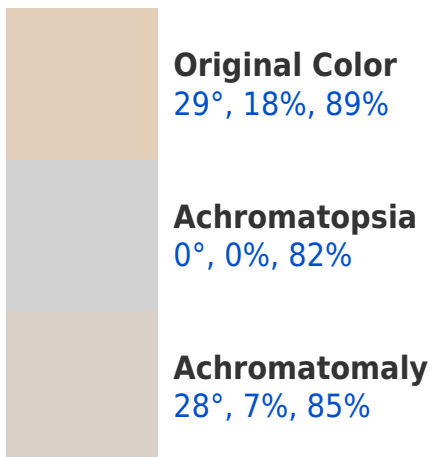 Original Color
29°, 18%, 89%
Achromatopsia
0°, 0%, 82%
Achromatomaly
28°, 7%, 85%